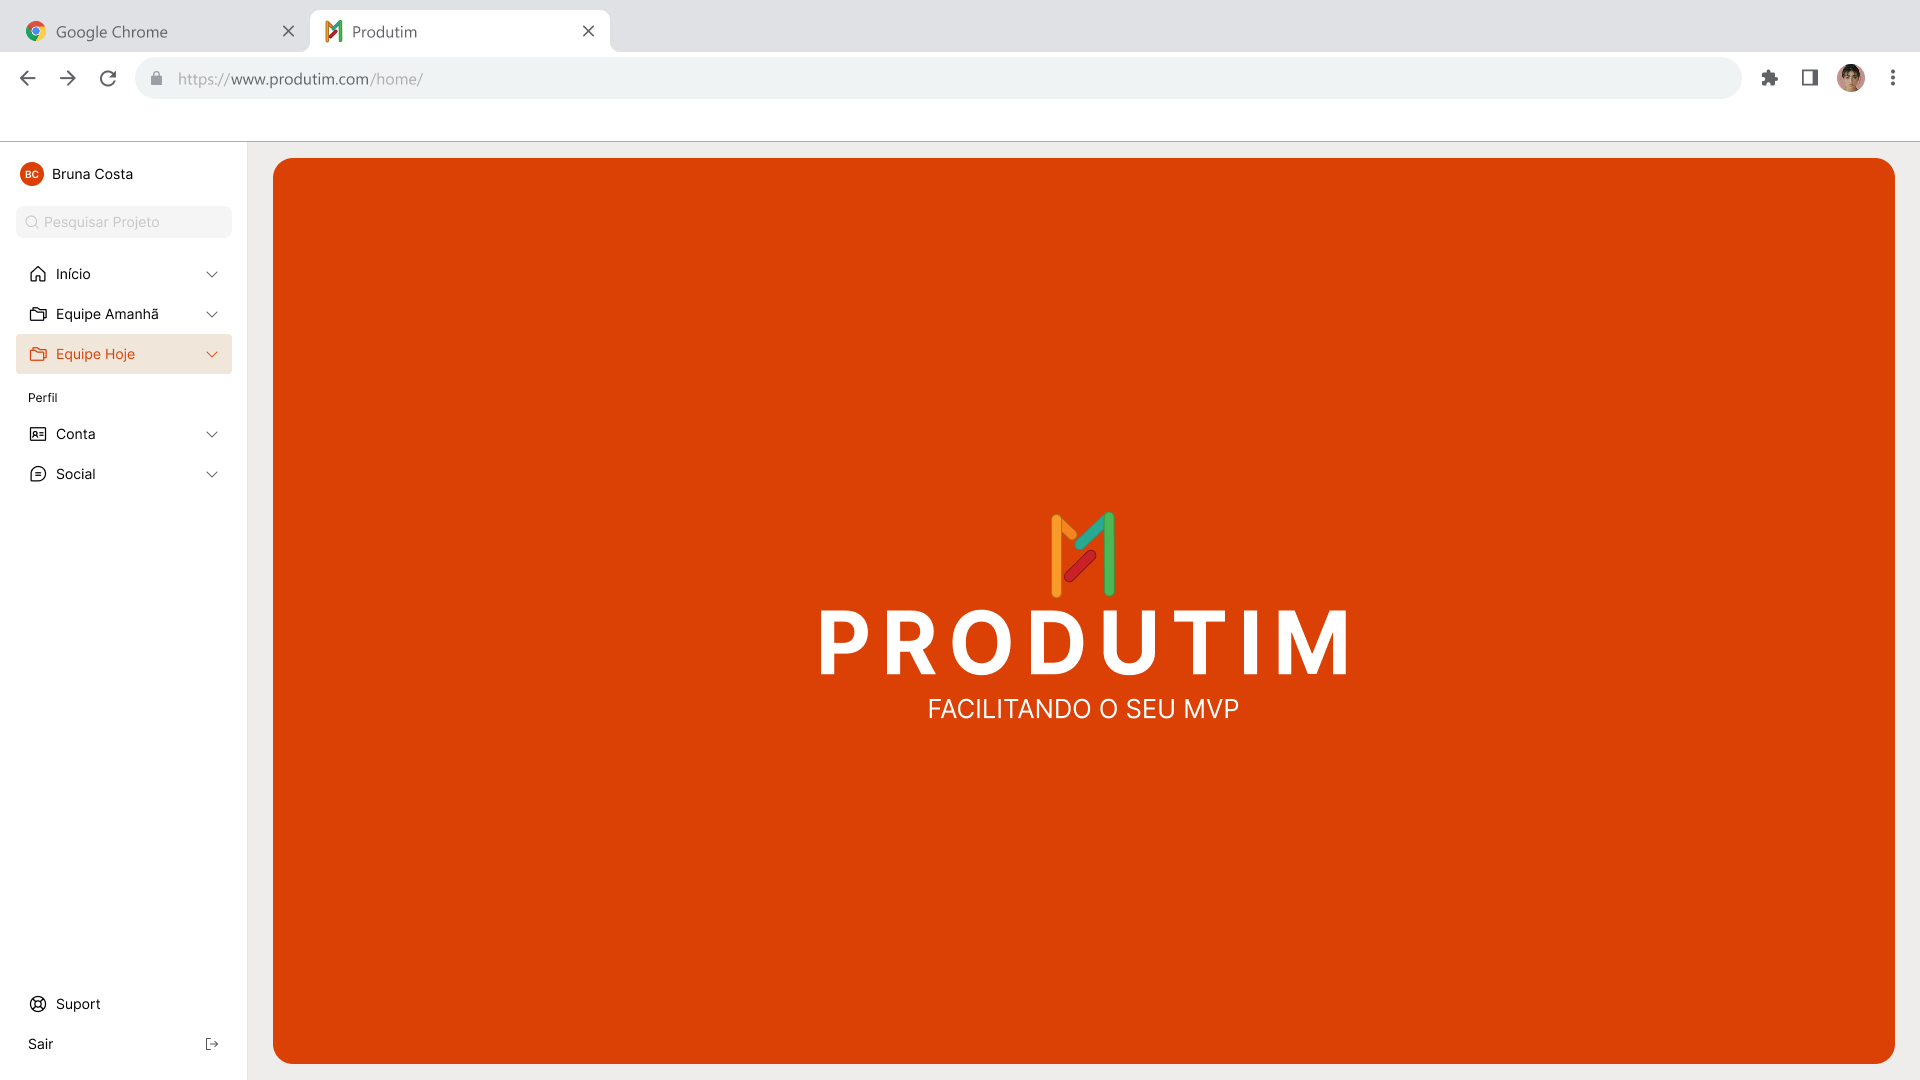 Google Chrome
Produtim
https://www.produtim.com/home/
BC
Bruna Costa
Pesquisar Projeto
Início
Equipe Amanhã
Equipe Hoje
Perfil
Conta
Social
Suport
Sair
PRODUTIM
FACILITANDO O SEU MVP